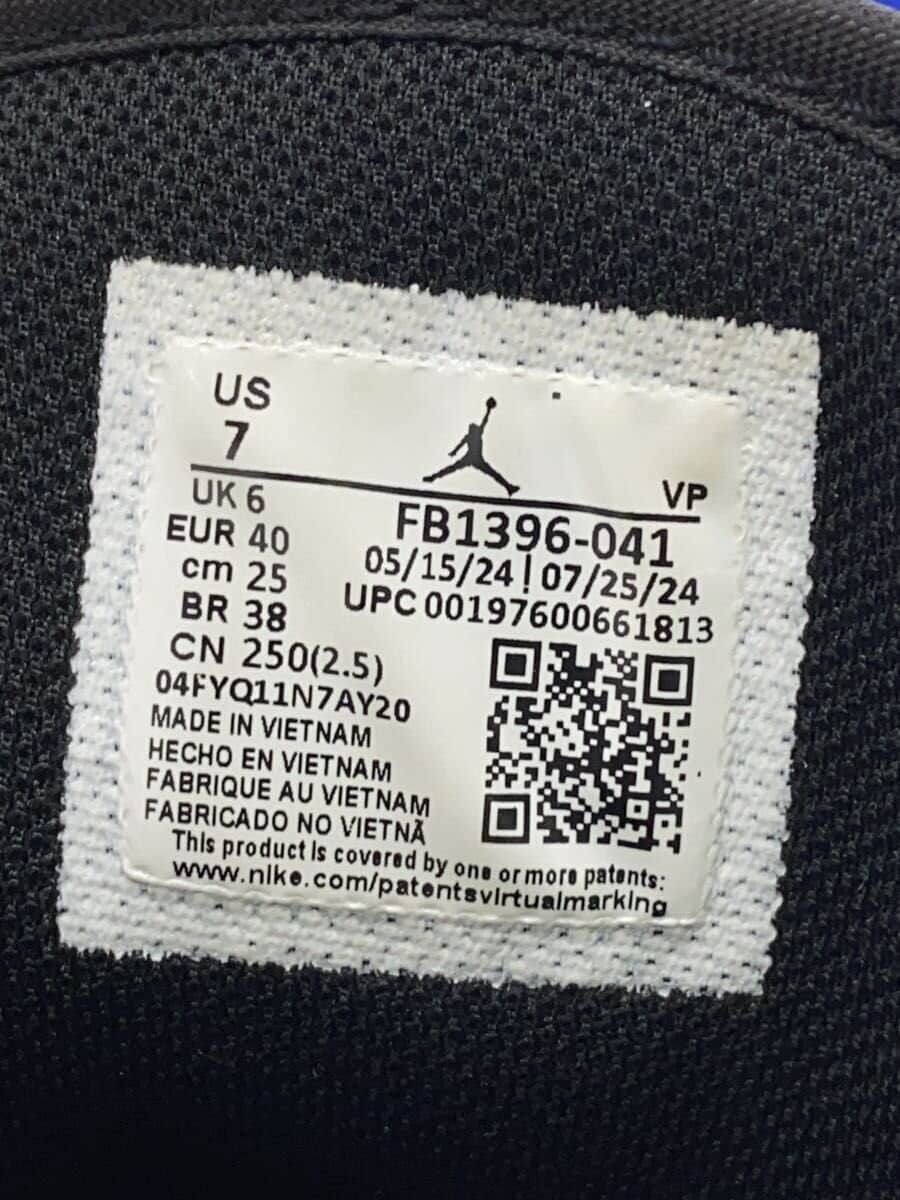 US
7
VP
UK 6
EUR 40
cm 25
BR 38
CN 250(2.5)
FB1396-041
05/15/24 | 07/25/24
UPC 00197600661813
04FYQ11N7AY20
MADE IN VIETNAM
HECHO EN VIETNAM
FABRIQUE AU VIETNAM
FABRICADO NO VIETNÃ
This product is covered by one or more patents:
www.nike.com/patentsvirtualmarking